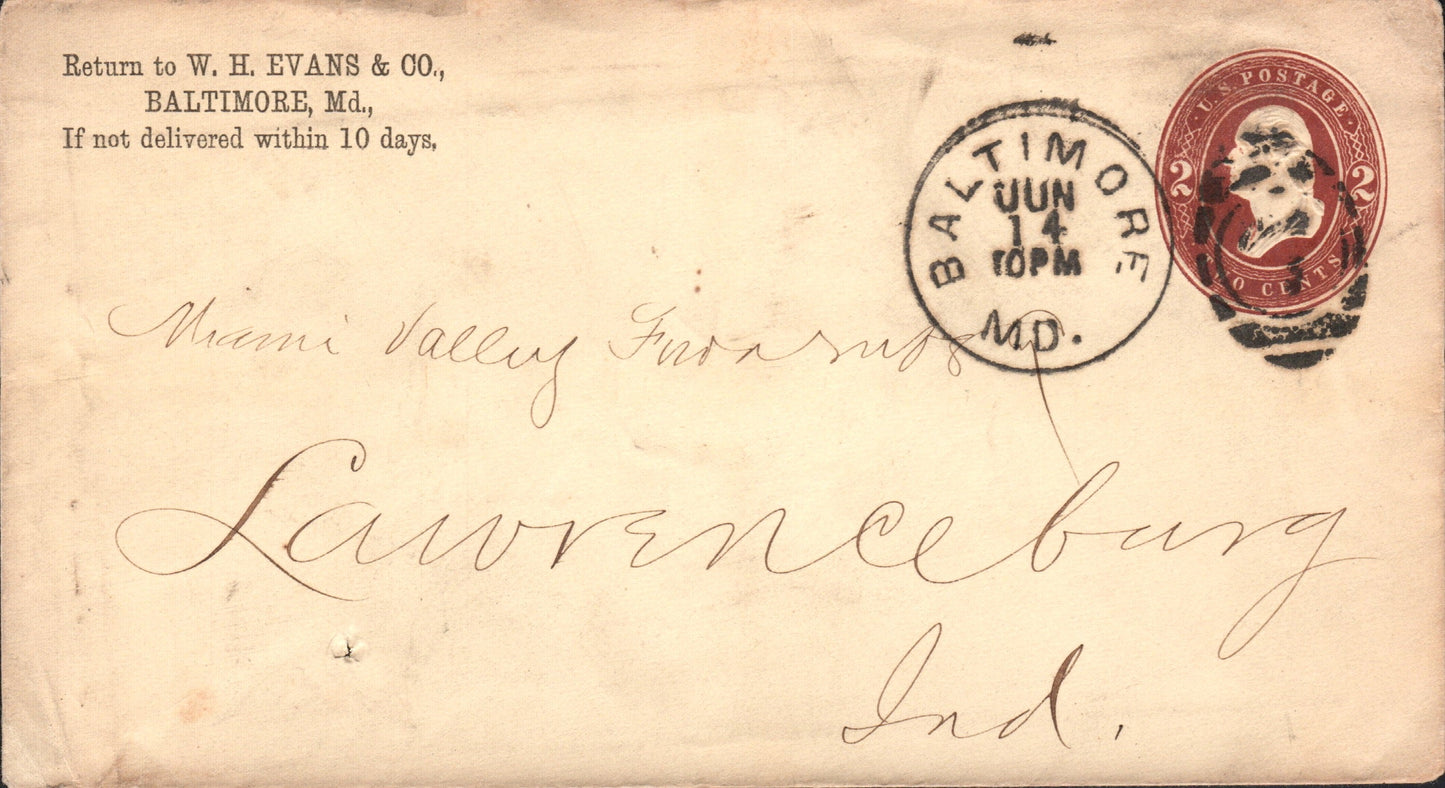 Return to W. H. EVANS & CO.,
BALTIMORE, Md.,
If not delivered within 10 days.
BALTIMORE
JUN
14
10PM
MD.
U.S. POSTAGE
2 2
O CENTS
Miami Valley
Lawrenceburg
Ind.